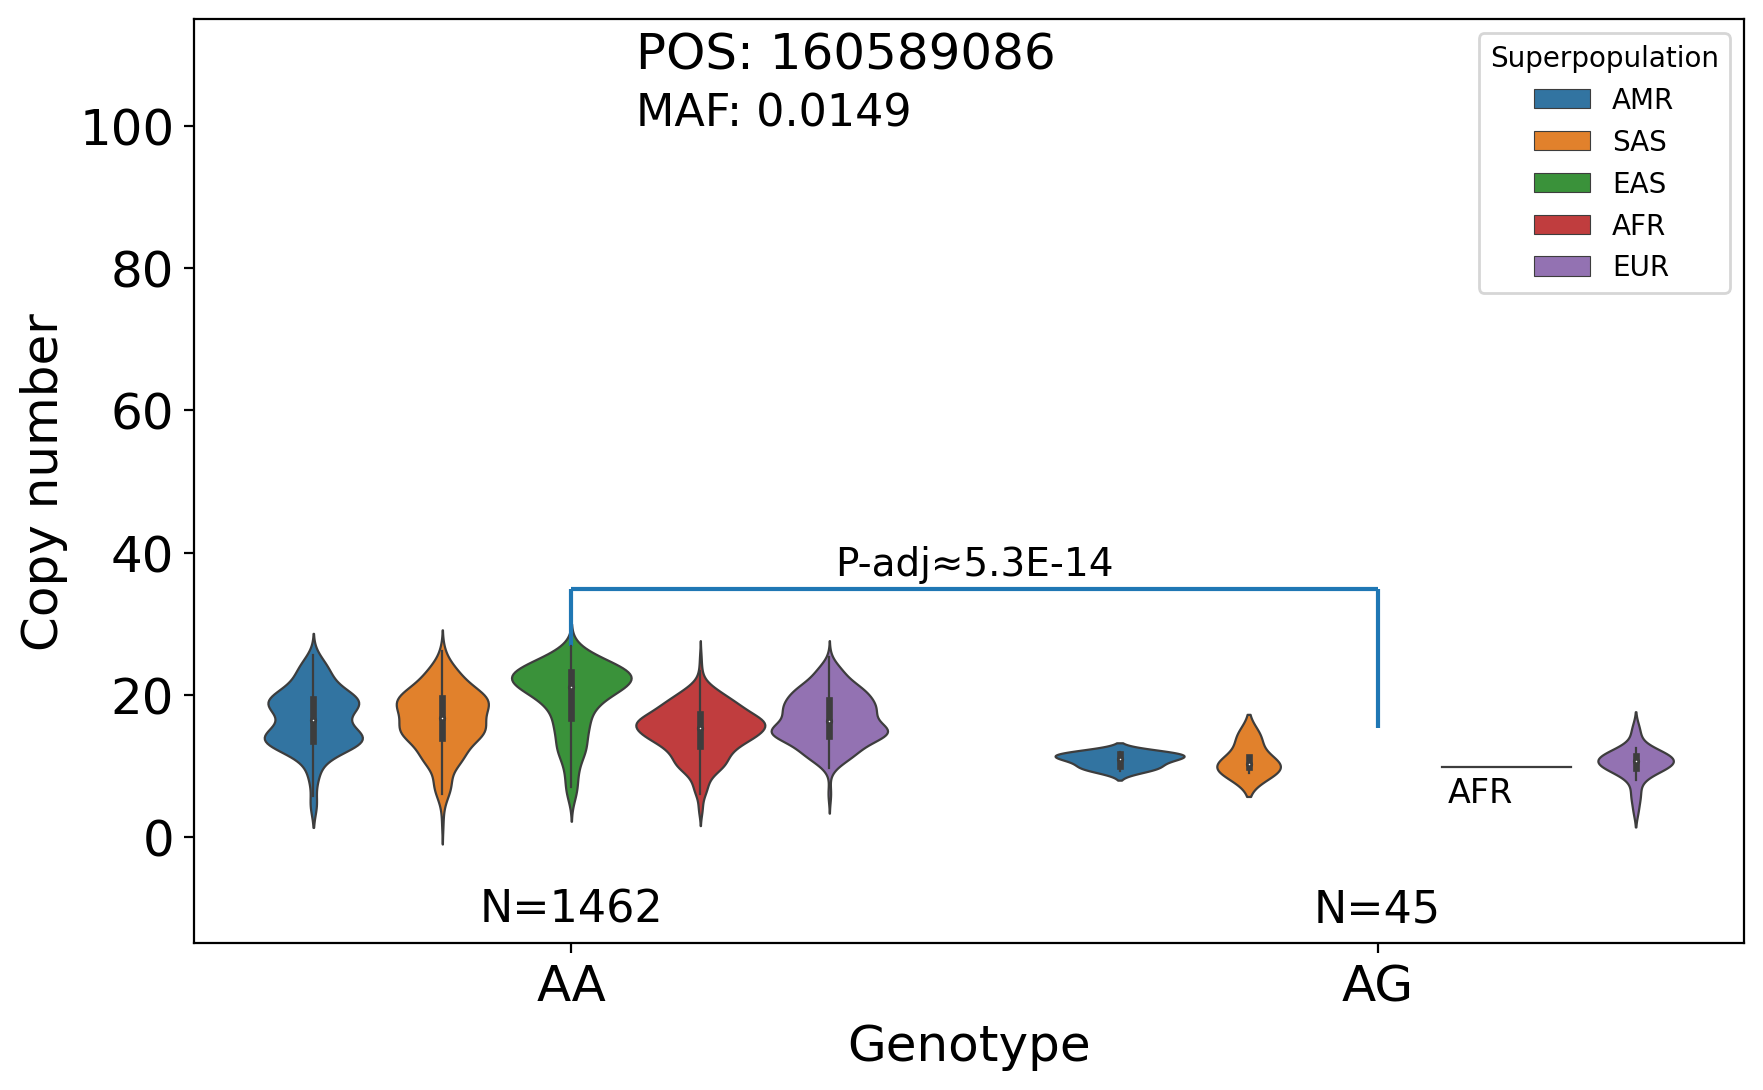 POS: 160589086
MAF: 0.0149
Superpopulation
AMR
SAS
EAS
AFR
EUR
Copy number
100
80
60
40
20
0
P-adj≈5.3E-14
AFR
N=1462
N=45
AA
AG
Genotype